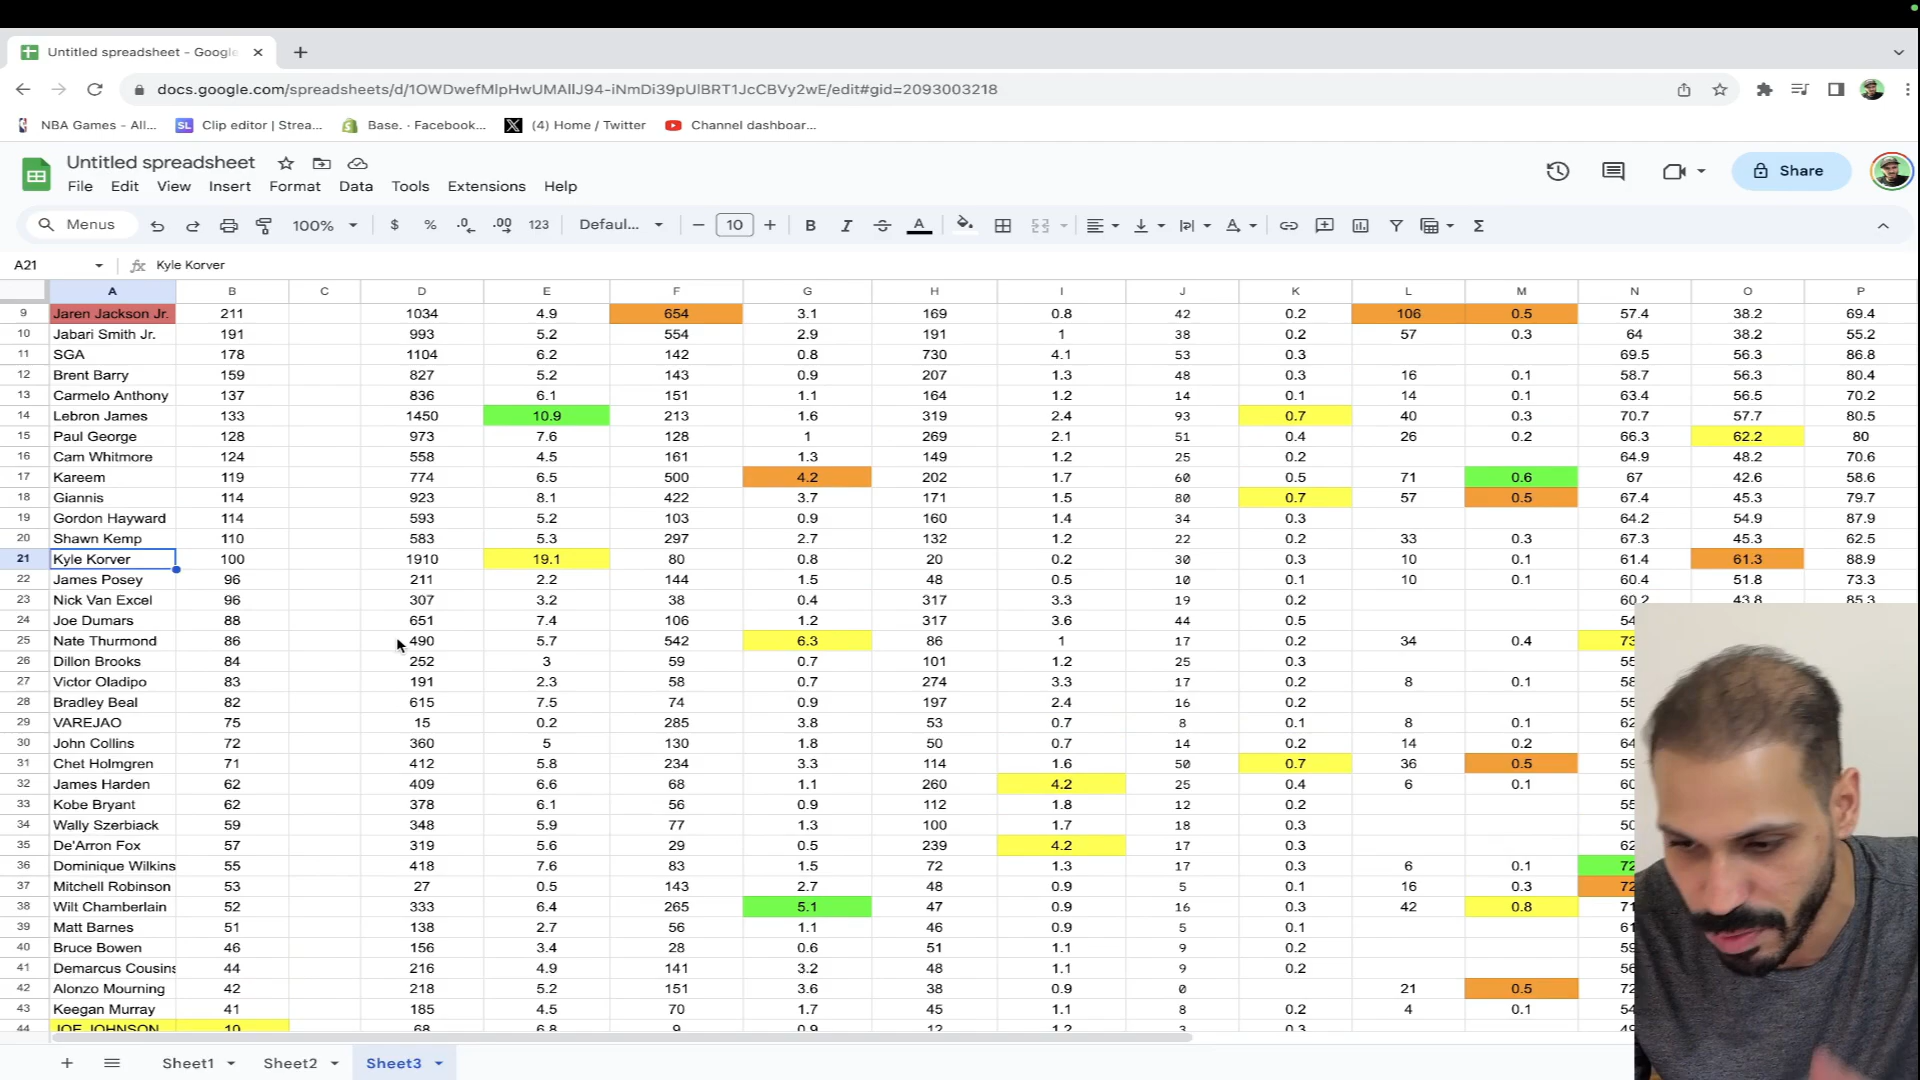 Untitled spreadsheet - Google
docs.google.com/spreadsheets/d/1OWDwefMlpHwUMAllJ94-iNmDi39pUlBRT1JcCBVy2wE/edit#gid=2093003218
NBA Games - All... Clip editor | Strea... Base. · Facebook... (4) Home / Twitter Channel dashboar...
Untitled spreadsheet
Share
File Edit View Insert Format Data Tools Extensions Help
Menus 100% $ % .0 .00 123 Defaul... 10 B I A
A21 fx Kyle Korver
A B C D E F G H I J K L M N O P
9 Jaren Jackson Jr. 211 1034 4.9 654 3.1 169 0.8 42 0.2 106 0.5 57.4 38.2 69.4
10 Jabari Smith Jr. 191 993 5.2 554 2.9 191 1 38 0.2 57 0.3 64 38.2 55.2
11 SGA 178 1104 6.2 142 0.8 730 4.1 53 0.3 69.5 56.3 86.8
12 Brent Barry 159 827 5.2 143 0.9 207 1.3 48 0.3 16 0.1 58.7 56.3 80.4
13 Carmelo Anthony 137 836 6.1 151 1.1 164 1.2 14 0.1 14 0.1 63.4 56.5 70.2
14 Lebron James 133 1450 10.9 213 1.6 319 2.4 93 0.7 40 0.3 70.7 57.7 80.5
15 Paul George 128 973 7.6 128 1 269 2.1 51 0.4 26 0.2 66.3 62.2 80
16 Cam Whitmore 124 558 4.5 161 1.3 149 1.2 25 0.2 64.9 48.2 70.6
17 Kareem 119 774 6.5 500 4.2 202 1.7 60 0.5 71 0.6 67 42.6 58.6
18 Giannis 114 923 8.1 422 3.7 171 1.5 80 0.7 57 0.5 67.4 45.3 79.7
19 Gordon Hayward 114 593 5.2 103 0.9 160 1.4 34 0.3 64.2 54.9 87.9
20 Shawn Kemp 110 583 5.3 297 2.7 132 1.2 22 0.2 33 0.3 67.3 45.3 62.5
21 Kyle Korver 100 1910 19.1 80 0.8 20 0.2 30 0.3 10 0.1 61.4 61.3 88.9
22 James Posey 96 211 2.2 144 1.5 48 0.5 10 0.1 10 0.1 60.4 51.8 73.3
23 Nick Van Excel 96 307 3.2 38 0.4 317 3.3 19 0.2 60.2 43.8 85.3
24 Joe Dumars 88 651 7.4 106 1.2 317 3.6 44 0.5 54
25 Nate Thurmond 86 490 5.7 542 6.3 86 1 17 0.2 34 0.4 73
26 Dillon Brooks 84 252 3 59 0.7 101 1.2 25 0.3 55
27 Victor Oladipo 83 191 2.3 58 0.7 274 3.3 17 0.2 8 0.1 58
28 Bradley Beal 82 615 7.5 74 0.9 197 2.4 16 0.2 55
29 VAREJAO 75 15 0.2 285 3.8 53 0.7 8 0.1 8 0.1 62
30 John Collins 72 360 5 130 1.8 50 0.7 14 0.2 14 0.2 64
31 Chet Holmgren 71 412 5.8 234 3.3 114 1.6 50 0.7 36 0.5 59
32 James Harden 62 409 6.6 68 1.1 260 4.2 25 0.4 6 0.1 60
33 Kobe Bryant 62 378 6.1 56 0.9 112 1.8 12 0.2 55
34 Wally Szerbiack 59 348 5.9 77 1.3 100 1.7 18 0.3 50
35 De'Arron Fox 57 319 5.6 29 0.5 239 4.2 17 0.3 62
36 Dominique Wilkins 55 418 7.6 83 1.5 72 1.3 17 0.3 6 0.1 72
37 Mitchell Robinson 53 27 0.5 143 2.7 48 0.9 5 0.1 16 0.3 72
38 Wilt Chamberlain 52 333 6.4 265 5.1 47 0.9 16 0.3 42 0.8 71
39 Matt Barnes 51 138 2.7 56 1.1 46 0.9 5 0.1 61
40 Bruce Bowen 46 156 3.4 28 0.6 51 1.1 9 0.2 59
41 Demarcus Cousins 44 216 4.9 141 3.2 48 1.1 9 0.2 56
42 Alonzo Mourning 42 218 5.2 151 3.6 38 0.9 0 21 0.5 72
43 Keegan Murray 41 185 4.5 70 1.7 45 1.1 8 0.2 4 0.1 54
44 JOE JOHNSON 10 68 6.8 9 0.9 12 1.2 3 0.3 49
Sheet1 Sheet2 Sheet3